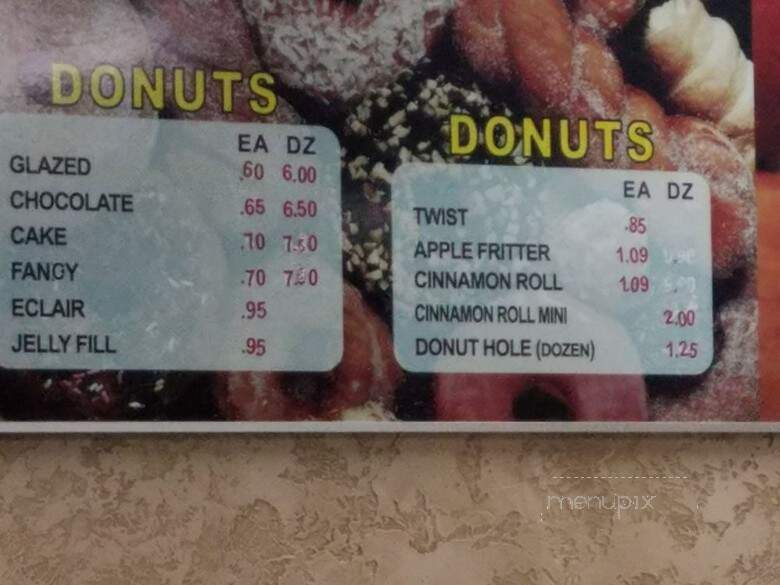 DONUTS
EA DZ
GLAZED .60 6.00
CHOCOLATE .65 6.50
CAKE .70
FANCY .70
ECLAIR .95
JELLY FILL .95
DONUTS
EA DZ
TWIST .85
APPLE FRITTER 1.09
CINNAMON ROLL 1.09
CINNAMON ROLL MINI 2.00
DONUT HOLE (DOZEN) 1.25
menupix